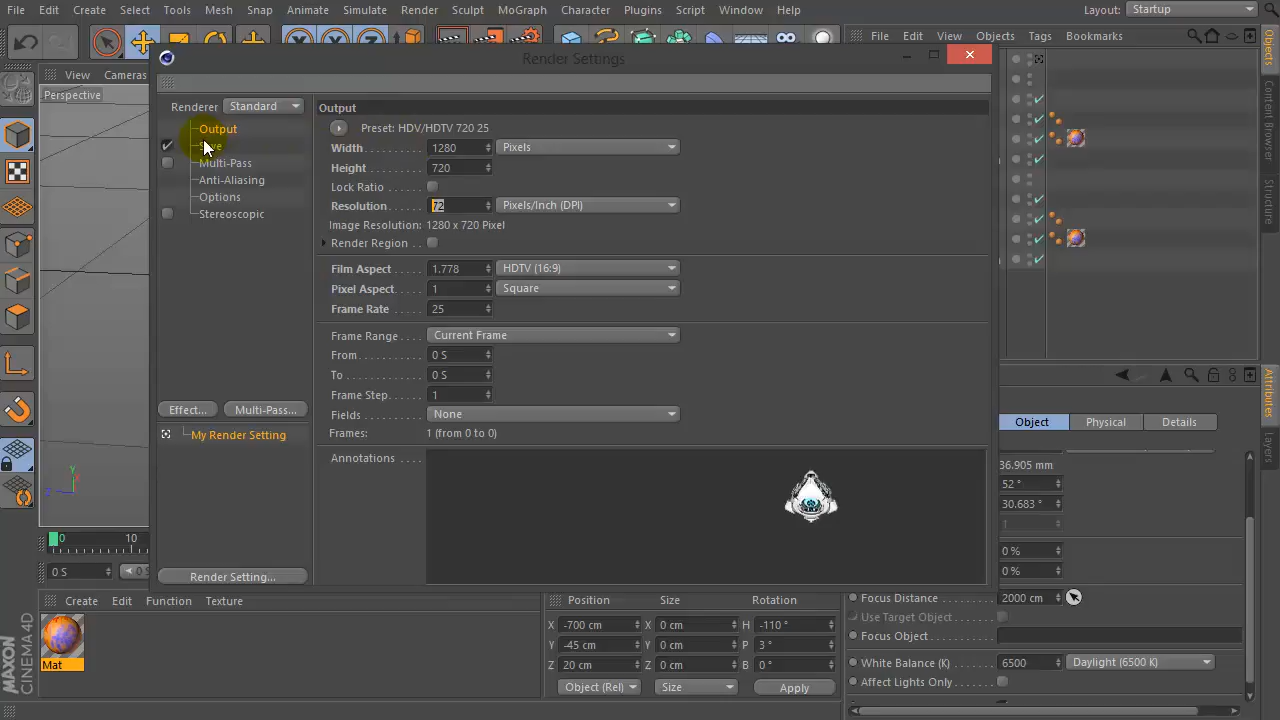 File Edit Create Select Tools Mesh Snap Animate Simulate Render Sculpt MoGraph Character Plugins Script Window Help Layout: Startup
File Edit View Objects Tags Bookmarks
Render Settings
View Cameras
Perspective
Renderer Standard
Output
Save
Multi-Pass
Anti-Aliasing
Options
Stereoscopic
Effect... Multi-Pass...
My Render Setting
Render Setting...
Output
Preset: HDV/HDTV 720 25
Width 1280 Pixels
Height 720
Lock Ratio
Resolution 72 Pixels/Inch (DPI)
Image Resolution: 1280 x 720 Pixel
Render Region
Film Aspect 1.778 HDTV (16:9)
Pixel Aspect 1 Square
Frame Rate 25
Frame Range Current Frame
From 0 S
To 0 S
Frame Step 1
Fields None
Frames: 1 (from 0 to 0)
Annotations
Objects
Content Browser
Structure
Attributes
Layers
Object Physical Details
36.905 mm
52 °
30.683 °
1
0 %
0 %
Focus Distance 2000 cm
Use Target Object
Focus Object
White Balance (K) 6500 Daylight (6500 K)
Affect Lights Only
Y
X
Z
0 10
0 S
Create Edit Function Texture
Mat
MAXON
CINEMA 4D
Position Size Rotation
X -700 cm X 0 cm H -110 °
Y -45 cm Y 0 cm P 3 °
Z 20 cm Z 0 cm B 0 °
Object (Rel) Size Apply